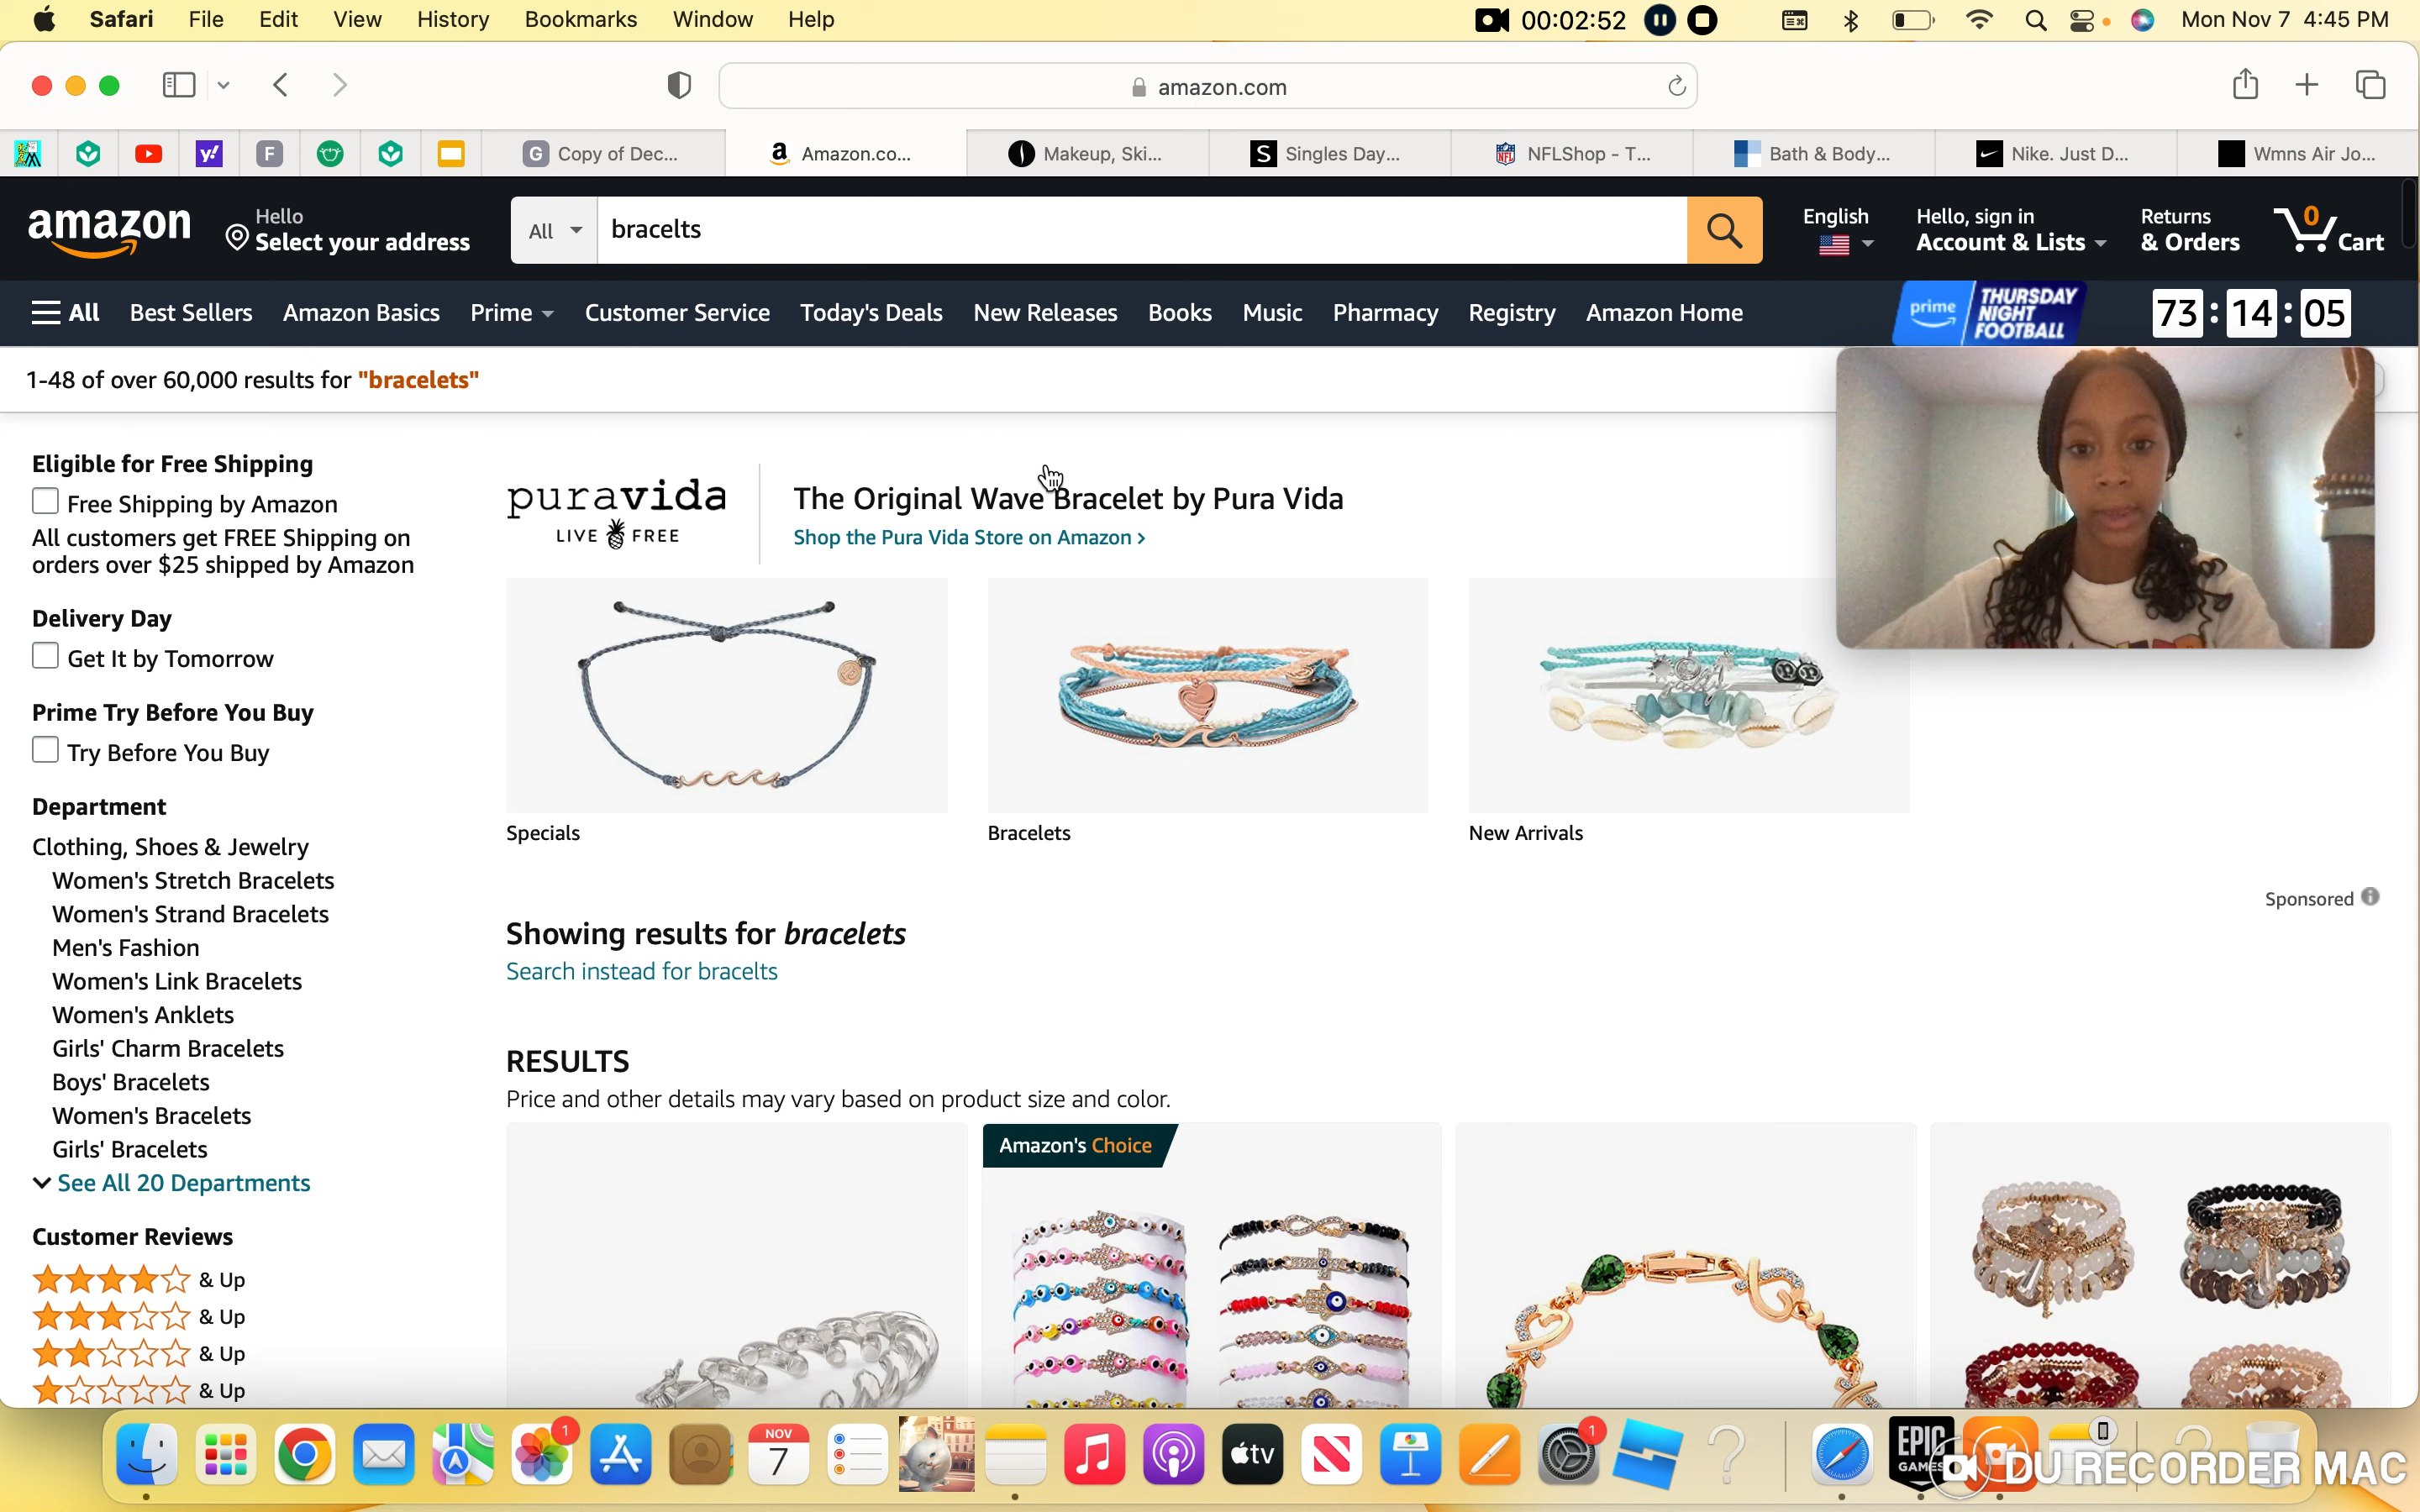 Safari File Edit View History Bookmarks Window Help 00:02:52 Mon Nov 7 4:45 PM
amazon.com
F G Copy of Dec... a Amazon.co... Makeup, Ski... S Singles Day... NFLShop - T... Bath & Body... Nike. Just D... Wmns Air Jo...
amazon
Hello
Select your address
All
bracelts
English
Hello, sign in
Account & Lists
Returns
& Orders
0
Cart
All Best Sellers Amazon Basics Prime Customer Service Today's Deals New Releases Books Music Pharmacy Registry Amazon Home
prime
THURSDAY
NIGHT
FOOTBALL
73 : 14 : 05
1-48 of over 60,000 results for "bracelets"
Eligible for Free Shipping
Free Shipping by Amazon
All customers get FREE Shipping on
orders over $25 shipped by Amazon
Delivery Day
Get It by Tomorrow
Prime Try Before You Buy
Try Before You Buy
Department
Clothing, Shoes & Jewelry
Women's Stretch Bracelets
Women's Strand Bracelets
Men's Fashion
Women's Link Bracelets
Women's Anklets
Girls' Charm Bracelets
Boys' Bracelets
Women's Bracelets
Girls' Bracelets
See All 20 Departments
Customer Reviews
& Up
& Up
& Up
& Up
puravida
LIVE FREE
The Original Wave Bracelet by Pura Vida
Shop the Pura Vida Store on Amazon ›
Specials
Bracelets
New Arrivals
Sponsored
Showing results for bracelets
Search instead for bracelts
RESULTS
Price and other details may vary based on product size and color.
Amazon's Choice
1
NOV
7
tv
1
EPIC
GAMES
DU RECORDER MAC